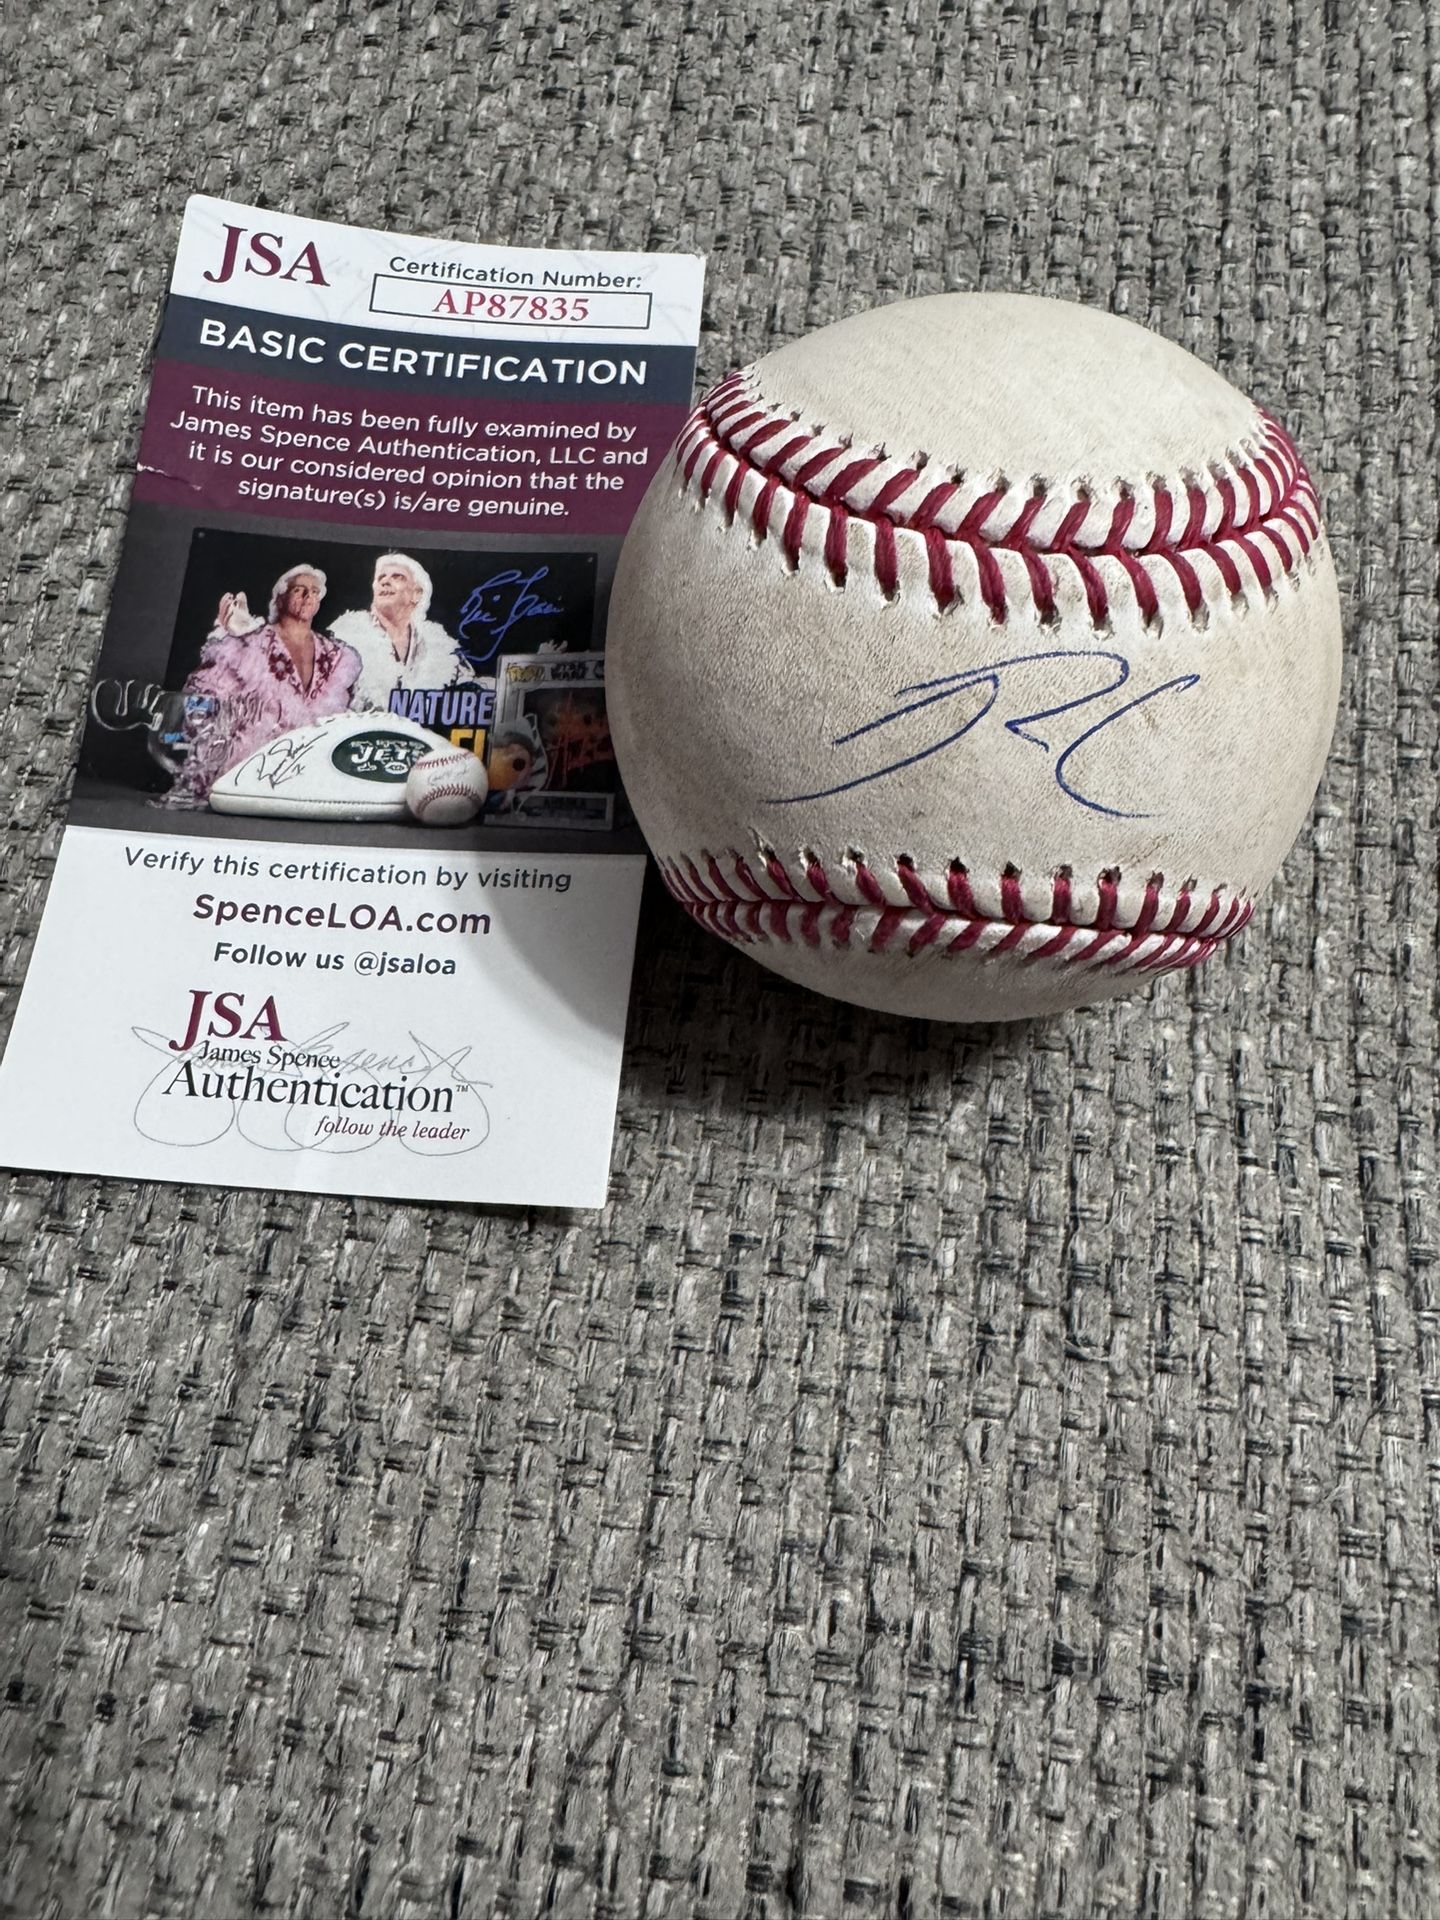 JSA
Certification Number:
AP87835
BASIC CERTIFICATION
This item has been fully examined by
James Spence Authentication, LLC and
it is our considered opinion that the
signature(s) is/are genuine.
NATURE
JETS
Verify this certification by visiting
SpenceLOA.com
Follow us @jsaloa
JSA
James Spence
Authentication™
follow the leader